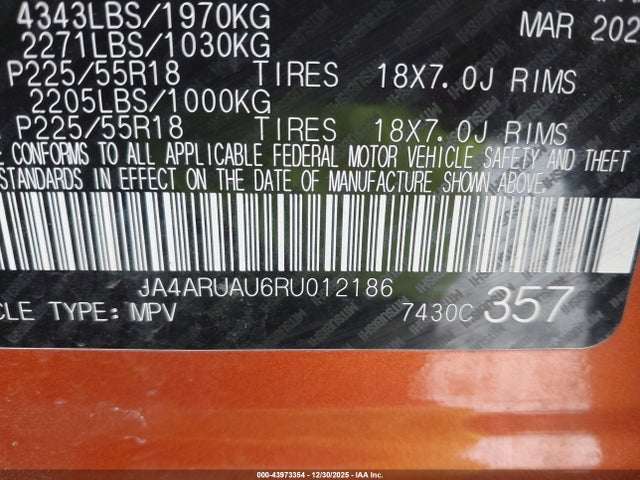 4343LBS/1970KG MAR 202
2271LBS/1030KG
P225/55R18 TIRES 18X7.0J RIMS
2205LBS/1000KG
P225/55R18 TIRES 18X7.0J RIMS
CONFORMS TO ALL APPLICABLE FEDERAL MOTOR VEHICLE SAFETY AND THEFT
STANDARDS IN EFFECT ON THE DATE OF MANUFACTURE SHOWN ABOVE.
JA4ARUAU6RU012186
CLE TYPE: MPV 7430C 357
000-43973354 - 12/30/2025 - IAA Inc.